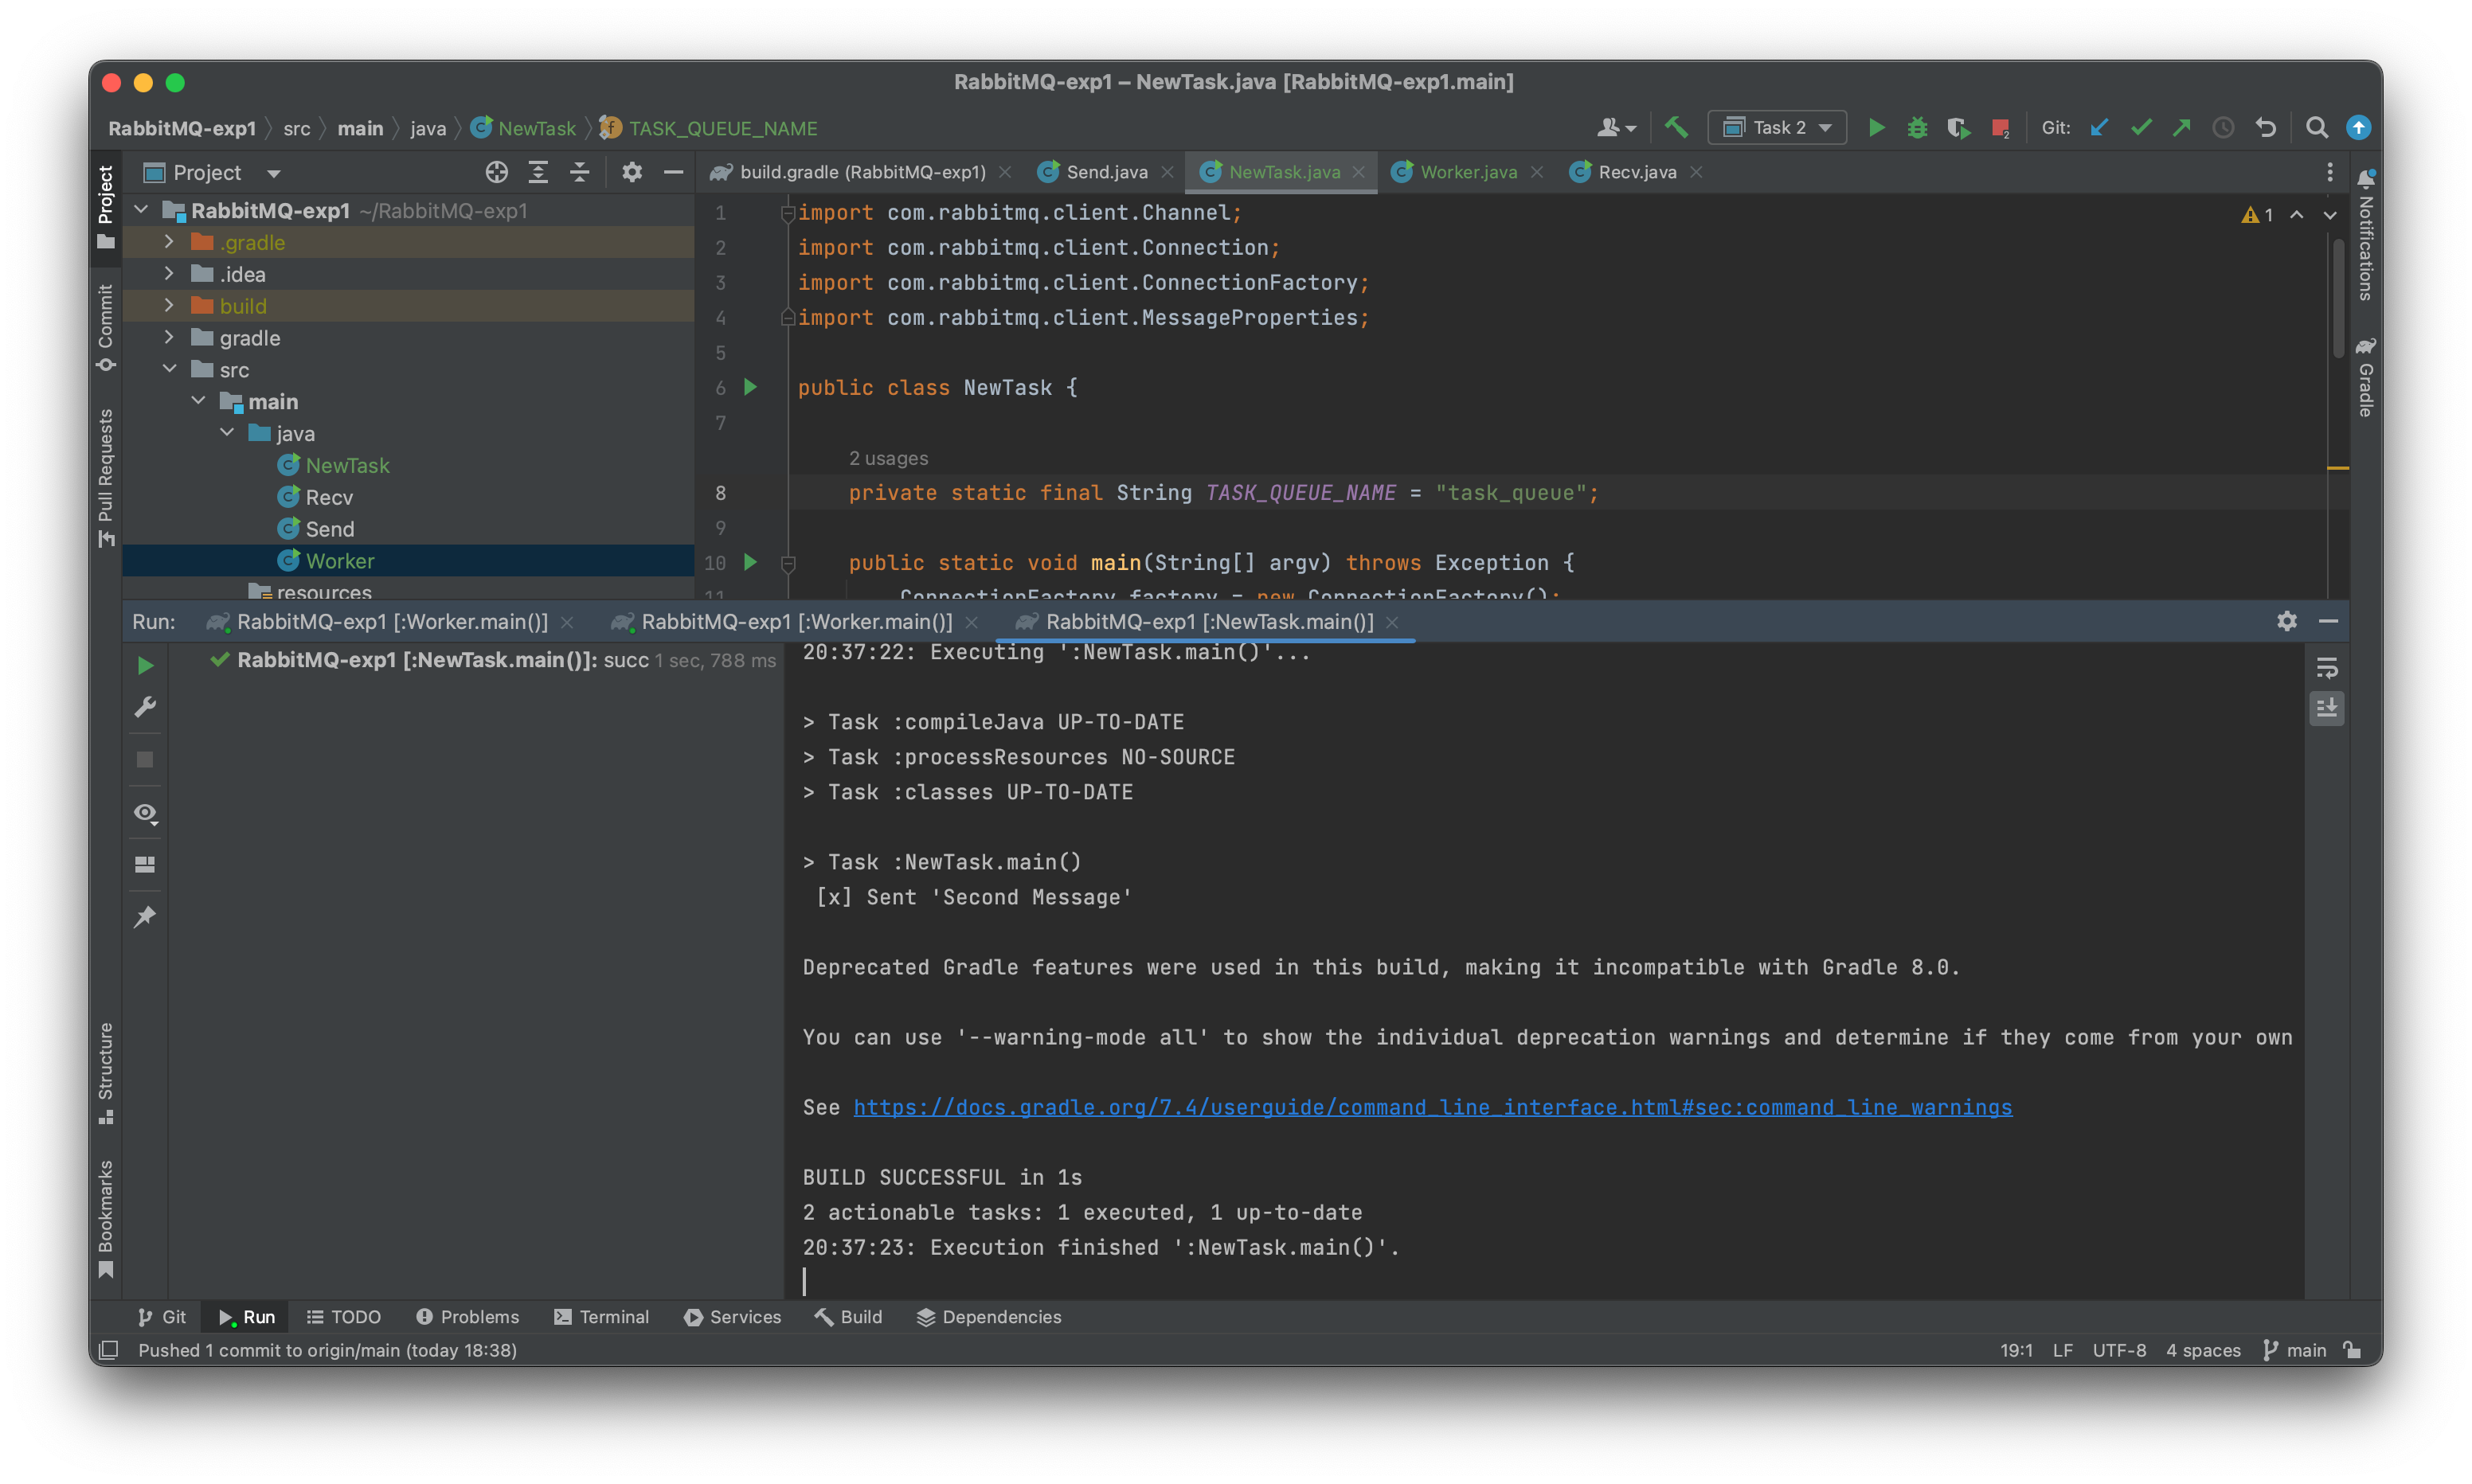 RabbitMQ-exp1 – NewTask.java [RabbitMQ-exp1.main]
RabbitMQ-exp1 src main java NewTask TASK_QUEUE_NAME
Task 2
Git:
Project
build.gradle (RabbitMQ-exp1) Send.java NewTask.java Worker.java Recv.java
Project
Commit
Pull Requests
Structure
Bookmarks
RabbitMQ-exp1 ~/RabbitMQ-exp1
.gradle
.idea
build
gradle
src
main
java
NewTask
Recv
Send
Worker
resources
1 import com.rabbitmq.client.Channel;
2 import com.rabbitmq.client.Connection;
3 import com.rabbitmq.client.ConnectionFactory;
4 import com.rabbitmq.client.MessageProperties;
5
6 public class NewTask {
7
2 usages
8 private static final String TASK_QUEUE_NAME = "task_queue";
9
10 public static void main(String[] argv) throws Exception {
11 ConnectionFactory factory = new ConnectionFactory();
1
Notifications
Gradle
Run: RabbitMQ-exp1 [:Worker.main()] RabbitMQ-exp1 [:Worker.main()] RabbitMQ-exp1 [:NewTask.main()]
RabbitMQ-exp1 [:NewTask.main()]: succ 1 sec, 788 ms
20:37:22: Executing ':NewTask.main()'...
> Task :compileJava UP-TO-DATE
> Task :processResources NO-SOURCE
> Task :classes UP-TO-DATE
> Task :NewTask.main()
[x] Sent 'Second Message'
Deprecated Gradle features were used in this build, making it incompatible with Gradle 8.0.
You can use '--warning-mode all' to show the individual deprecation warnings and determine if they come from your own
See https://docs.gradle.org/7.4/userguide/command_line_interface.html#sec:command_line_warnings
BUILD SUCCESSFUL in 1s
2 actionable tasks: 1 executed, 1 up-to-date
20:37:23: Execution finished ':NewTask.main()'.
Git Run TODO Problems Terminal Services Build Dependencies
Pushed 1 commit to origin/main (today 18:38)
19:1 LF UTF-8 4 spaces main